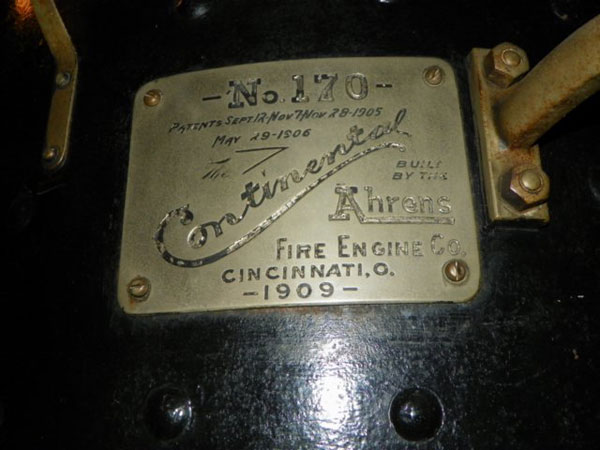 -No. 170-
PATENTS SEPT 12-NOV 7-NOV 28-1905
MAY 29-1906
The
Continental
BUILT
BY THE
Ahrens
FIRE ENGINE CO.
CINCINNATI, O.
-1909-